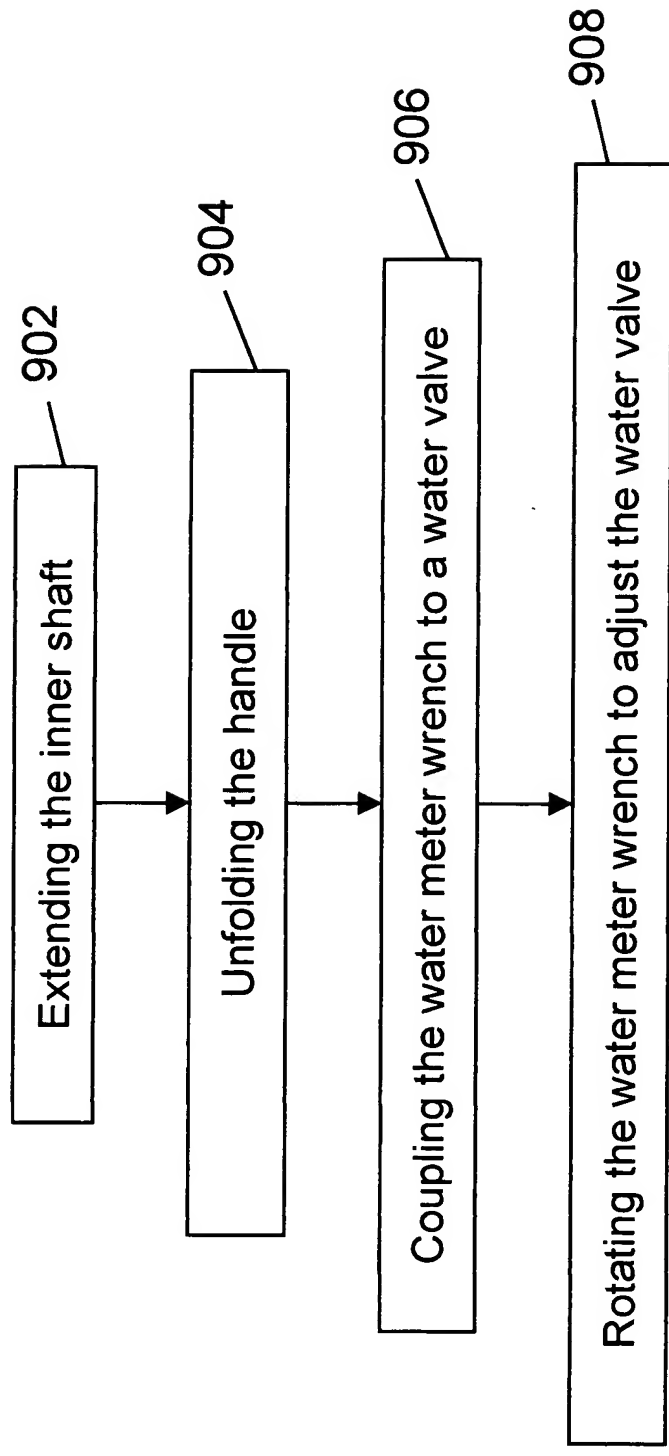 902
Extending the inner shaft
904
Unfolding the handle
906
Coupling the water meter wrench to a water valve
908
Rotating the water meter wrench to adjust the water valve